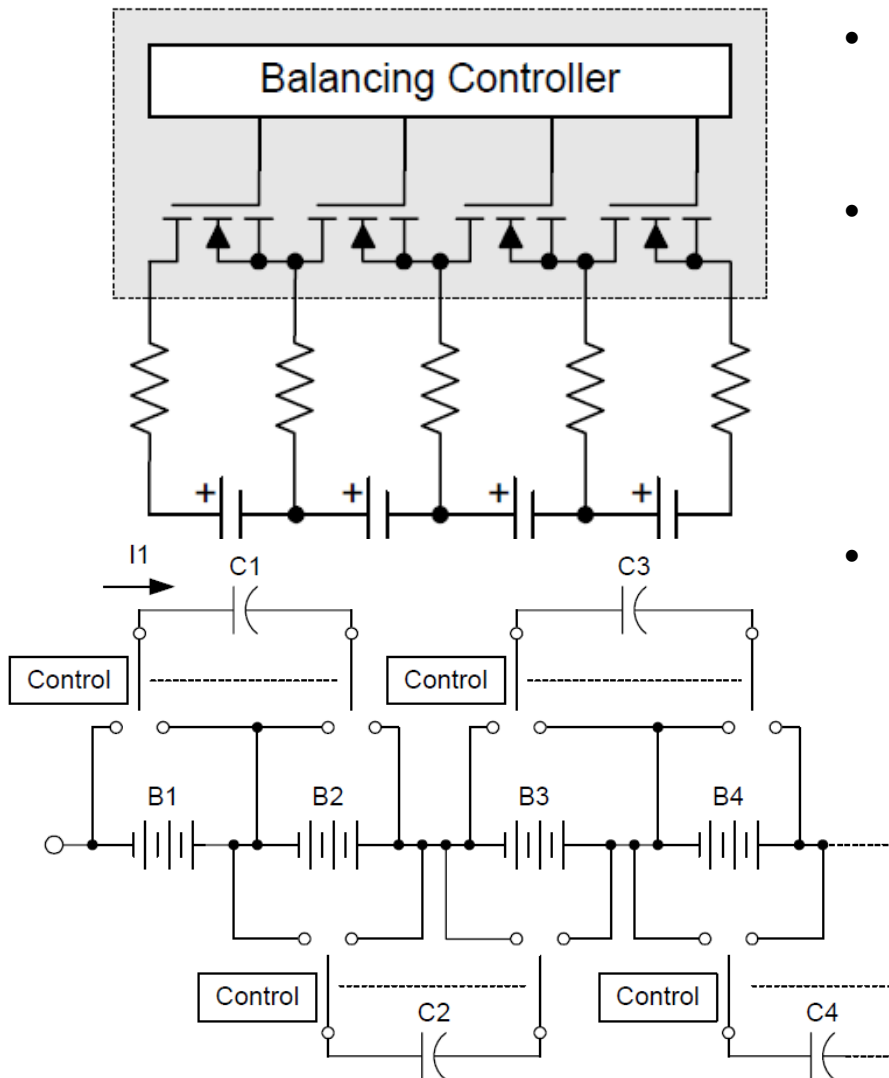 Balancing Controller
+ + + +
I1
C1 C3
Control Control
B1 B2 B3 B4
Control Control
C2 C4